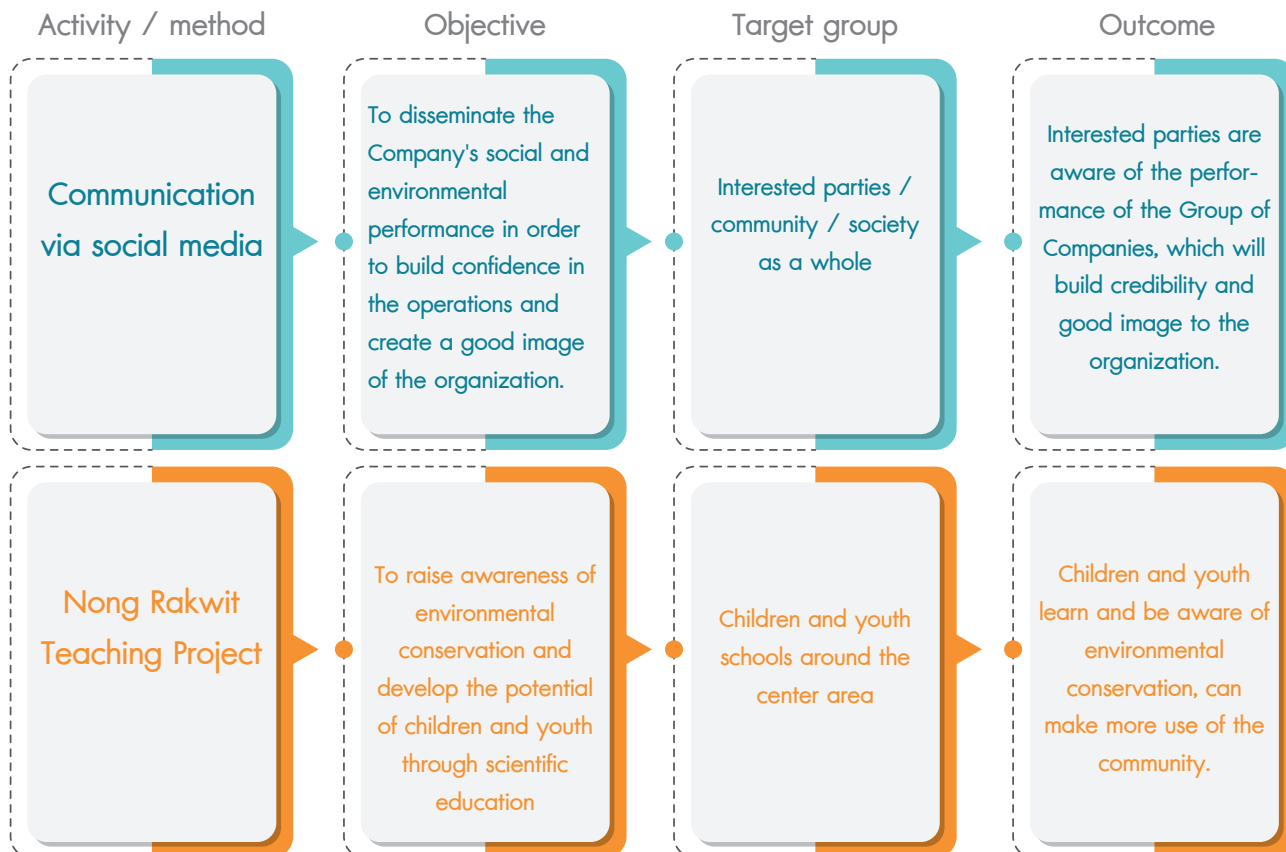 Activity / method
Objective
Target group
Outcome
Communication
via social media
To disseminate the
Company's social and
environmental
performance in order
to build confidence in
the operations and
create a good image
of the organization.
Interested parties /
community / society
as a whole
Interested parties are
aware of the perfor-
mance of the Group of
Companies, which will
build credibility and
good image to the
organization.
Nong Rakwit
Teaching Project
To raise awareness of
environmental
conservation and
develop the potential
of children and youth
through scientific
education
Children and youth
schools around the
center area
Children and youth
learn and be aware of
environmental
conservation, can
make more use of the
community.